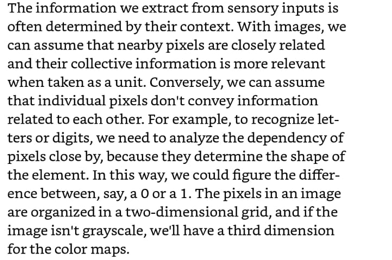 The information we extract from sensory inputs is
often determined by their context. With images, we
can assume that nearby pixels are closely related
and their collective information is more relevant
when taken as a unit. Conversely, we can assume
that individual pixels don't convey information
related to each other. For example, to recognize let-
ters or digits, we need to analyze the dependency of
pixels close by, because they determine the shape of
the element. In this way, we could figure the differ-
ence between, say, a 0 or a 1. The pixels in an image
are organized in a two-dimensional grid, and if the
image isn't grayscale, we'll have a third dimension
for the color maps.